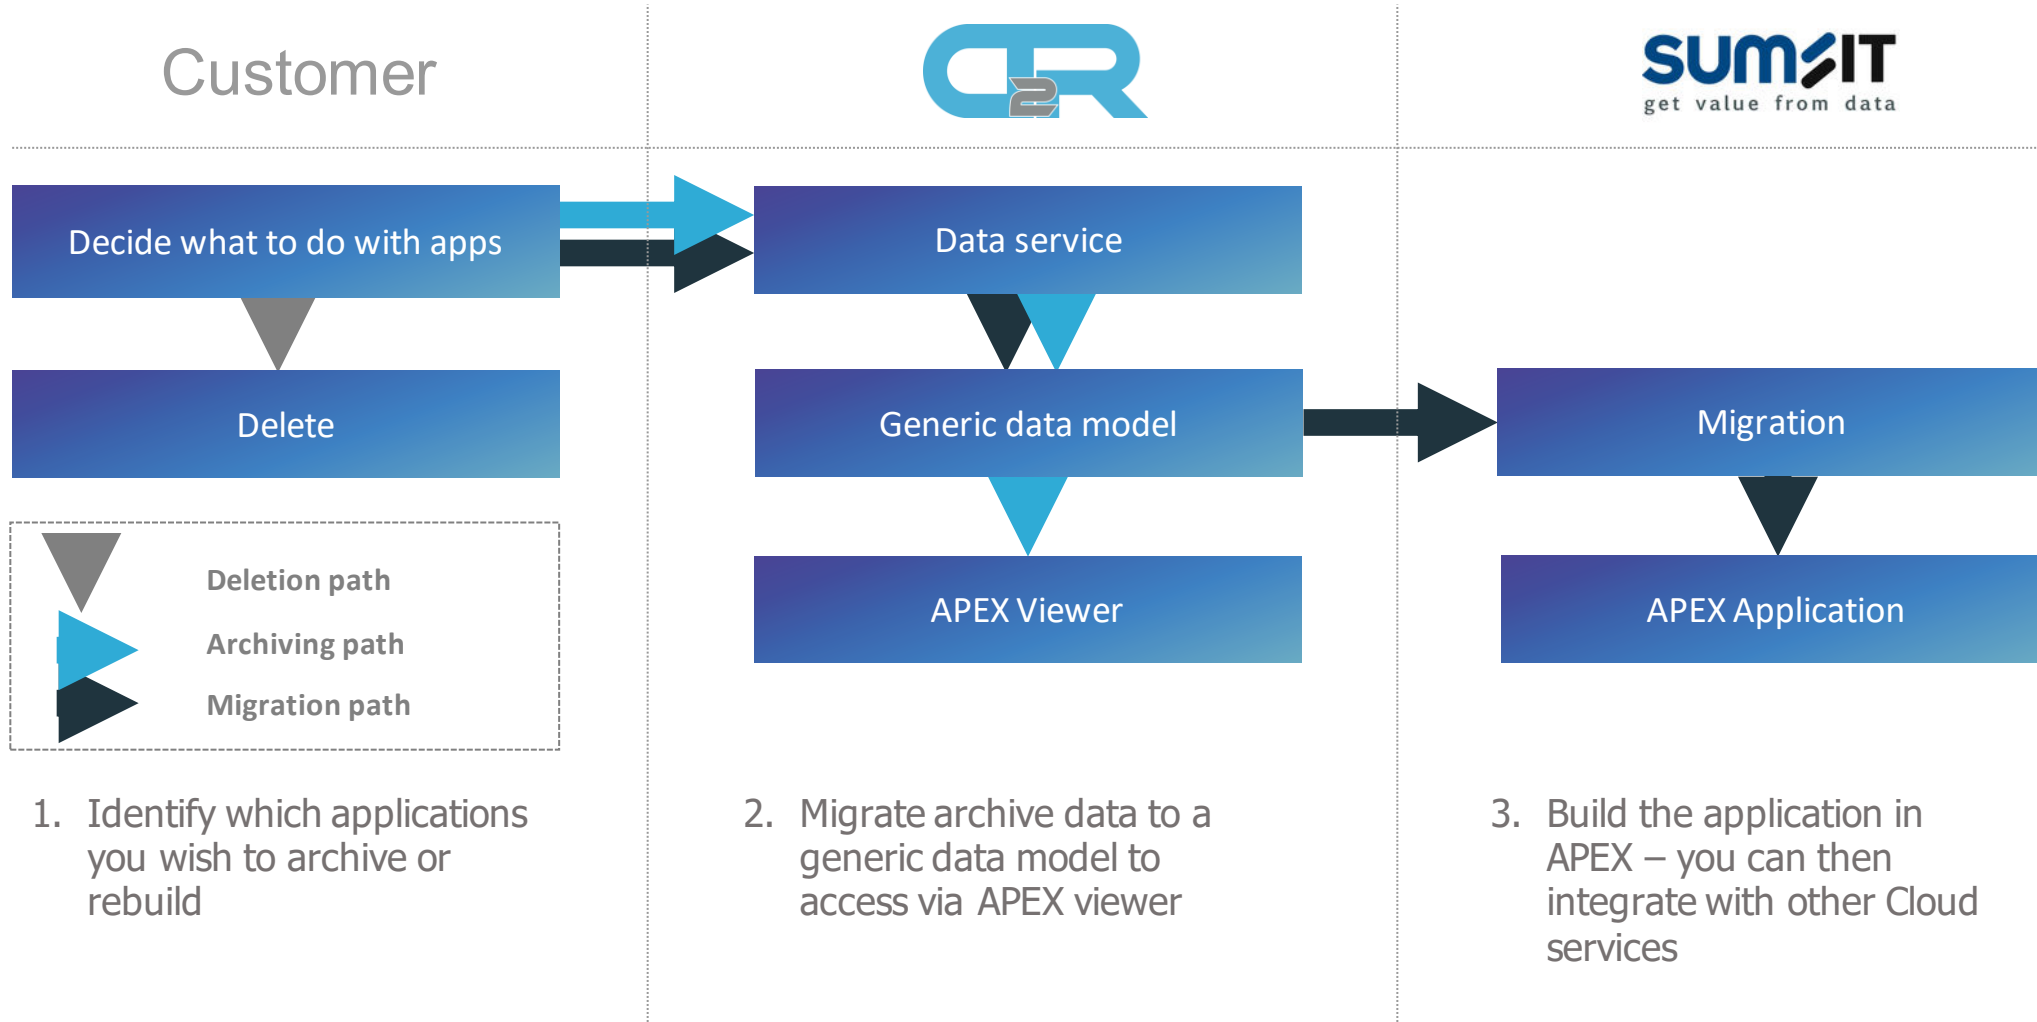 Customer
C2R
SUMIT
get value from data
Decide what to do with apps
Data service
Delete
Generic data model
Migration
APEX Viewer
APEX Application
Deletion path
Archiving path
Migration path
1. Identify which applications
you wish to archive or
rebuild
2. Migrate archive data to a
generic data model to
access via APEX viewer
3. Build the application in
APEX – you can then
integrate with other Cloud
services